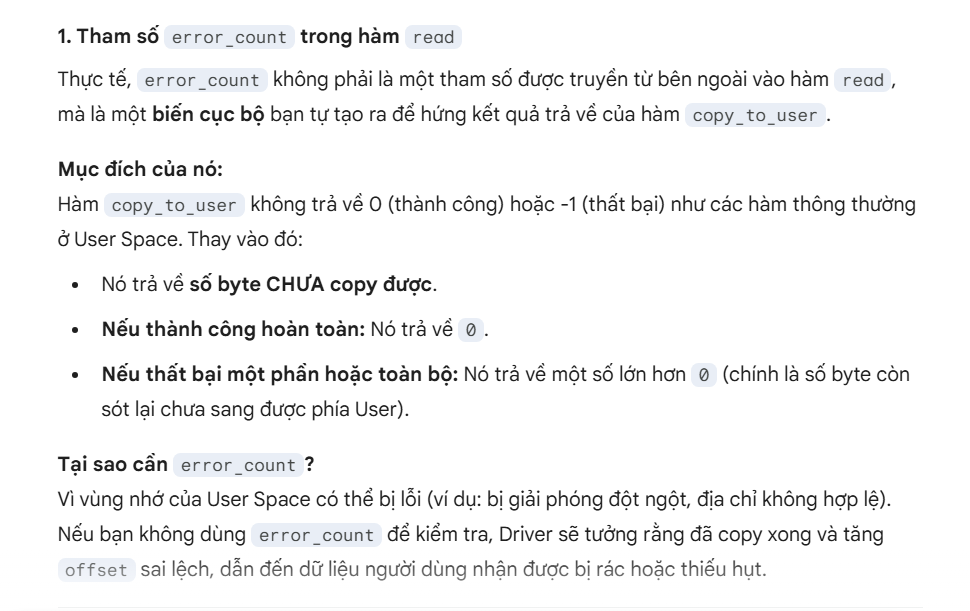 1. Tham số error_count trong hàm read
Thực tế, error_count không phải là một tham số được truyền từ bên ngoài vào hàm read,
mà là một biến cục bộ bạn tự tạo ra để hứng kết quả trả về của hàm copy_to_user.
Mục đích của nó:
Hàm copy_to_user không trả về 0 (thành công) hoặc -1 (thất bại) như các hàm thông thường
ở User Space. Thay vào đó:
• Nó trả về số byte CHƯA copy được.
• Nếu thành công hoàn toàn: Nó trả về 0.
• Nếu thất bại một phần hoặc toàn bộ: Nó trả về một số lớn hơn 0 (chính là số byte còn
sót lại chưa sang được phía User).
Tại sao cần error_count?
Vì vùng nhớ của User Space có thể bị lỗi (ví dụ: bị giải phóng đột ngột, địa chỉ không hợp lệ).
Nếu bạn không dùng error_count để kiểm tra, Driver sẽ tưởng rằng đã copy xong và tăng
offset sai lệch, dẫn đến dữ liệu người dùng nhận được bị rác hoặc thiếu hụt.